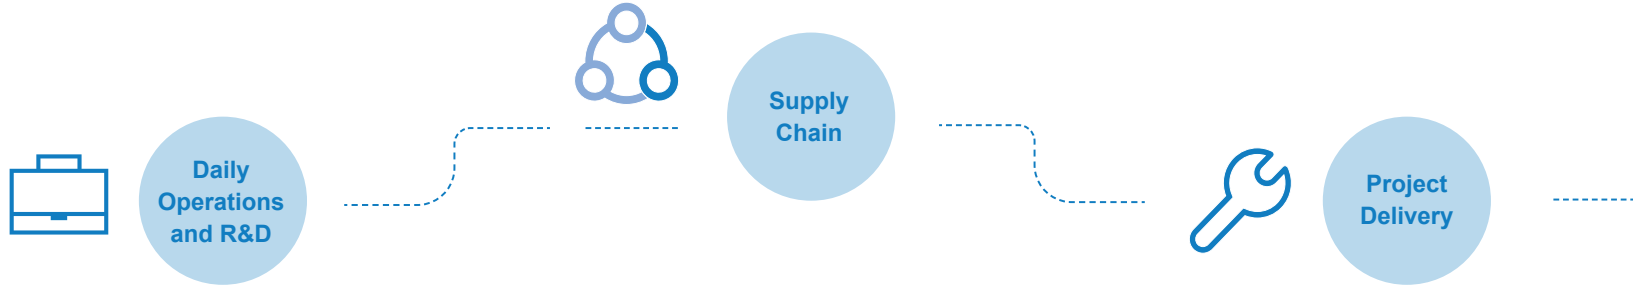 Daily
Operations
and R&D
Supply
Chain
Project
Delivery